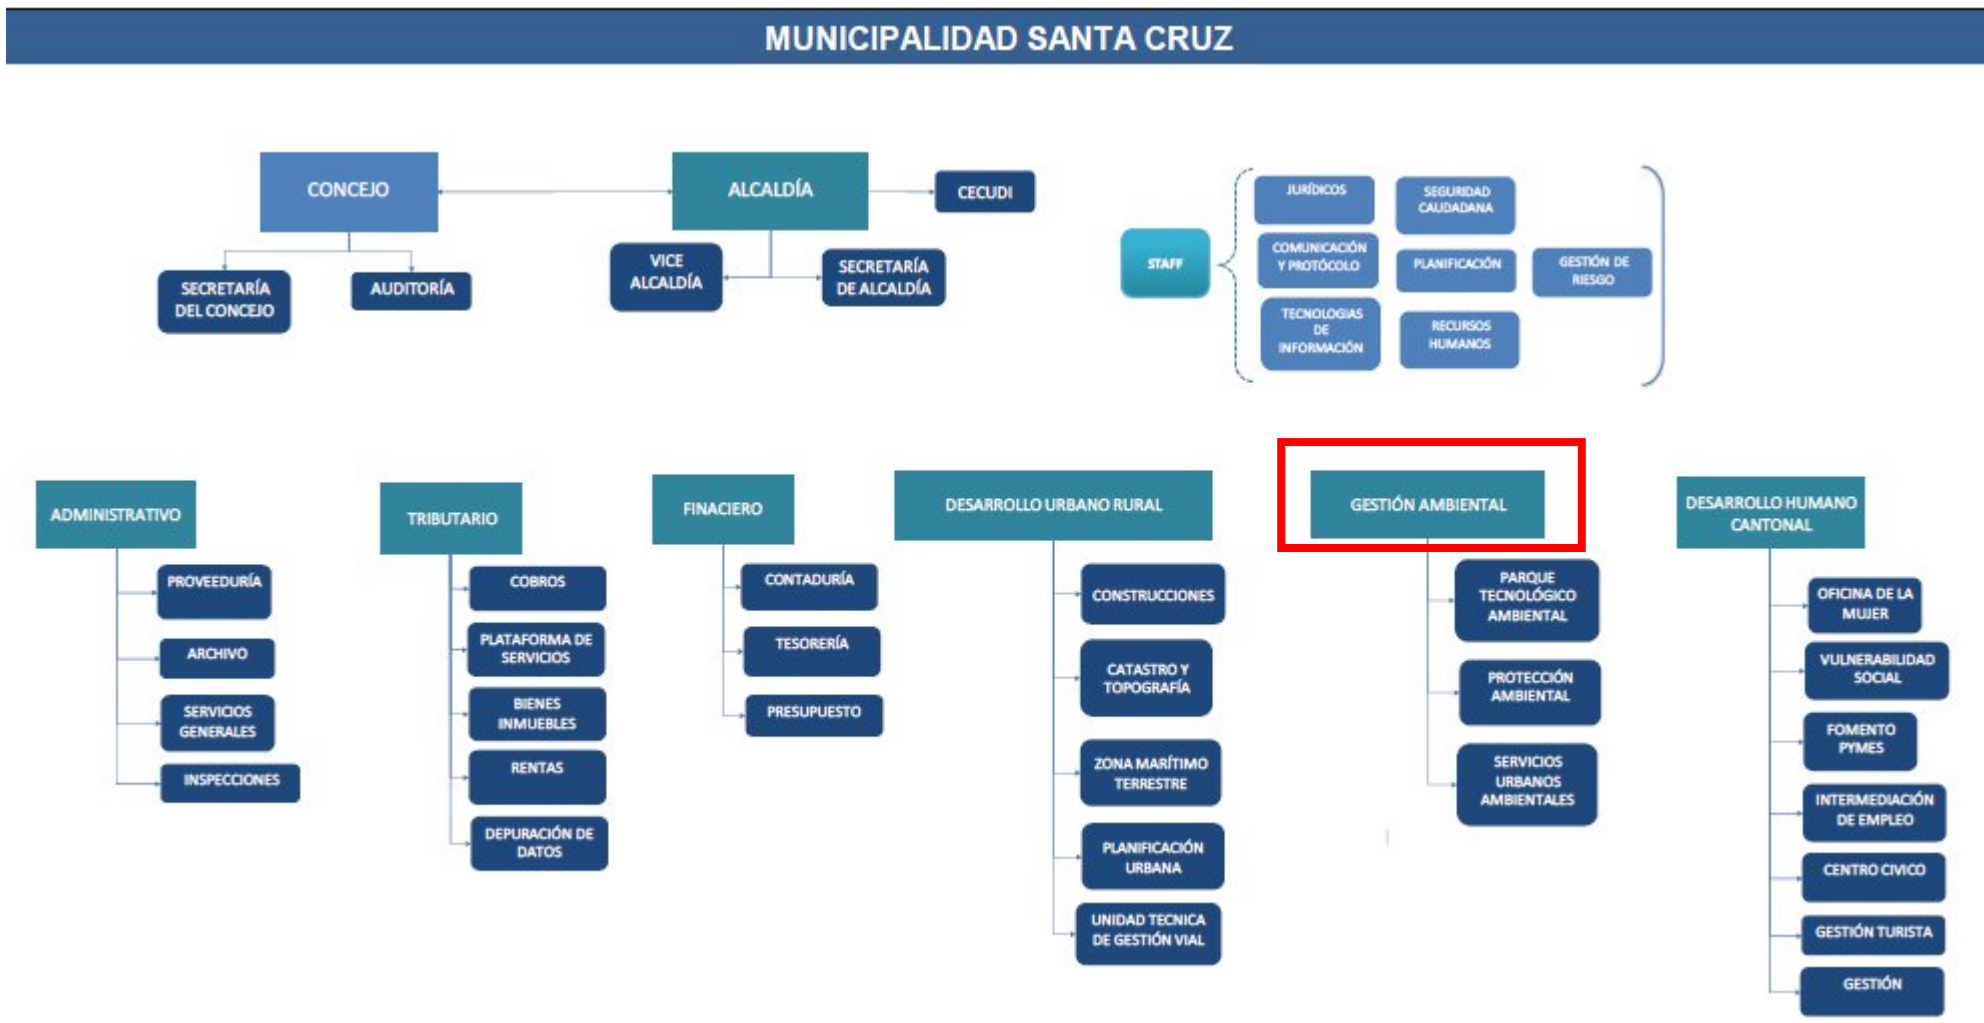 MUNICIPALIDAD SANTA CRUZ
CONCEJO
ALCALDÍA
CECUDI
SECRETARÍA
DEL CONCEJO
AUDITORÍA
VICE
ALCALDÍA
SECRETARÍA
DE ALCALDÍA
STAFF
JURÍDICOS
SEGURIDAD
CAUDADANA
COMUNICACIÓN
Y PROTÓCOLO
PLANIFICACIÓN
GESTIÓN DE
RIESGO
TECNOLOGIAS
DE
INFORMACIÓN
RECURSOS
HUMANOS
ADMINISTRATIVO
PROVEEDURÍA
ARCHIVO
SERVICIOS
GENERALES
INSPECCIONES
TRIBUTARIO
COBROS
PLATAFORMA DE
SERVICIOS
BIENES
INMUEBLES
RENTAS
DEPURACIÓN DE
DATOS
FINACIERO
CONTADURÍA
TESORERÍA
PRESUPUESTO
DESARROLLO URBANO RURAL
CONSTRUCCIONES
CATASTRO Y
TOPOGRAFÍA
ZONA MARÍTIMO
TERRESTRE
PLANIFICACIÓN
URBANA
UNIDAD TECNICA
DE GESTIÓN VIAL
GESTIÓN AMBIENTAL
PARQUE
TECNOLÓGICO
AMBIENTAL
PROTECCIÓN
AMBIENTAL
SERVICIOS
URBANOS
AMBIENTALES
DESARROLLO HUMANO
CANTONAL
OFICINA DE LA
MUJER
VULNERABILIDAD
SOCIAL
FOMENTO
PYMES
INTERMEDIACIÓN
DE EMPLEO
CENTRO CIVICO
GESTIÓN TURISTA
GESTIÓN